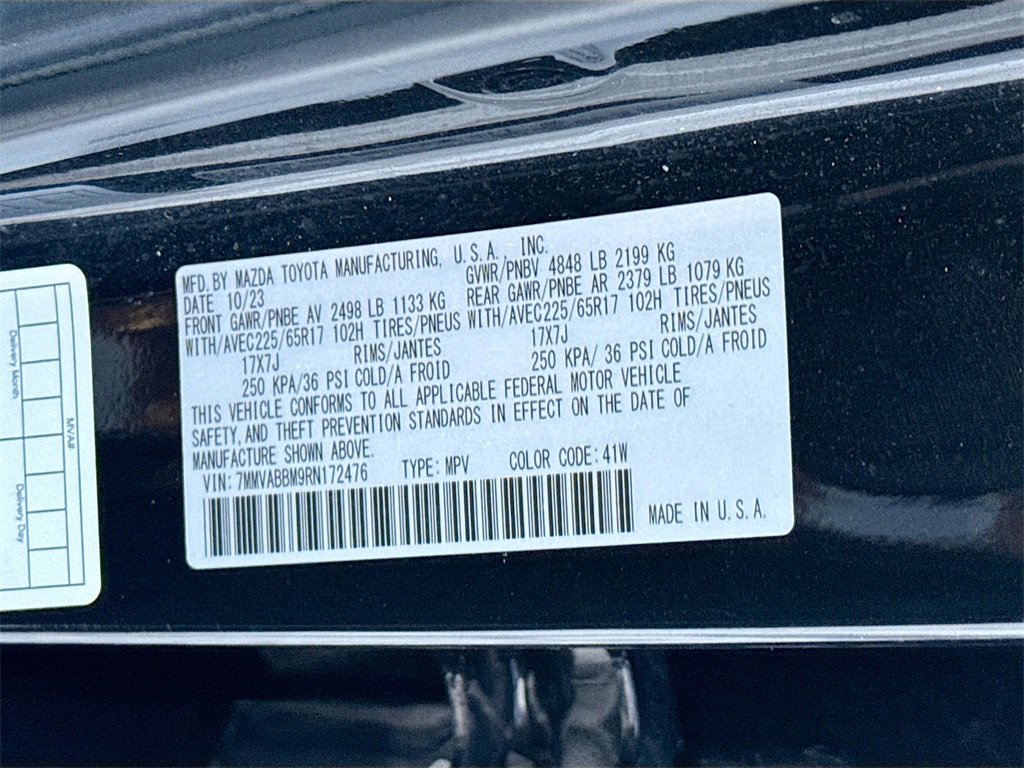 MFD. BY MAZDA TOYOTA MANUFACTURING, U.S.A. INC.
DATE 10/23 GVWR/PNBV 4848 LB 2199 KG
FRONT GAWR/PNBE AV 2498 LB 1133 KG REAR GAWR/PNBE AR 2379 LB 1079 KG
WITH/AVEC225/65R17 102H TIRES/PNEUS WITH/AVEC225/65R17 102H TIRES/PNEUS
17X7J RIMS/JANTES 17X7J RIMS/JANTES
250 KPA/36 PSI COLD/A FROID 250 KPA/ 36 PSI COLD/A FROID
THIS VEHICLE CONFORMS TO ALL APPLICABLE FEDERAL MOTOR VEHICLE
SAFETY, AND THEFT PREVENTION STANDARDS IN EFFECT ON THE DATE OF
MANUFACTURE SHOWN ABOVE.
VIN: 7MMVABBM9RN172476 TYPE: MPV COLOR CODE: 41W
MADE IN U.S.A.
MVA#
Delivery Month
Delivery Day